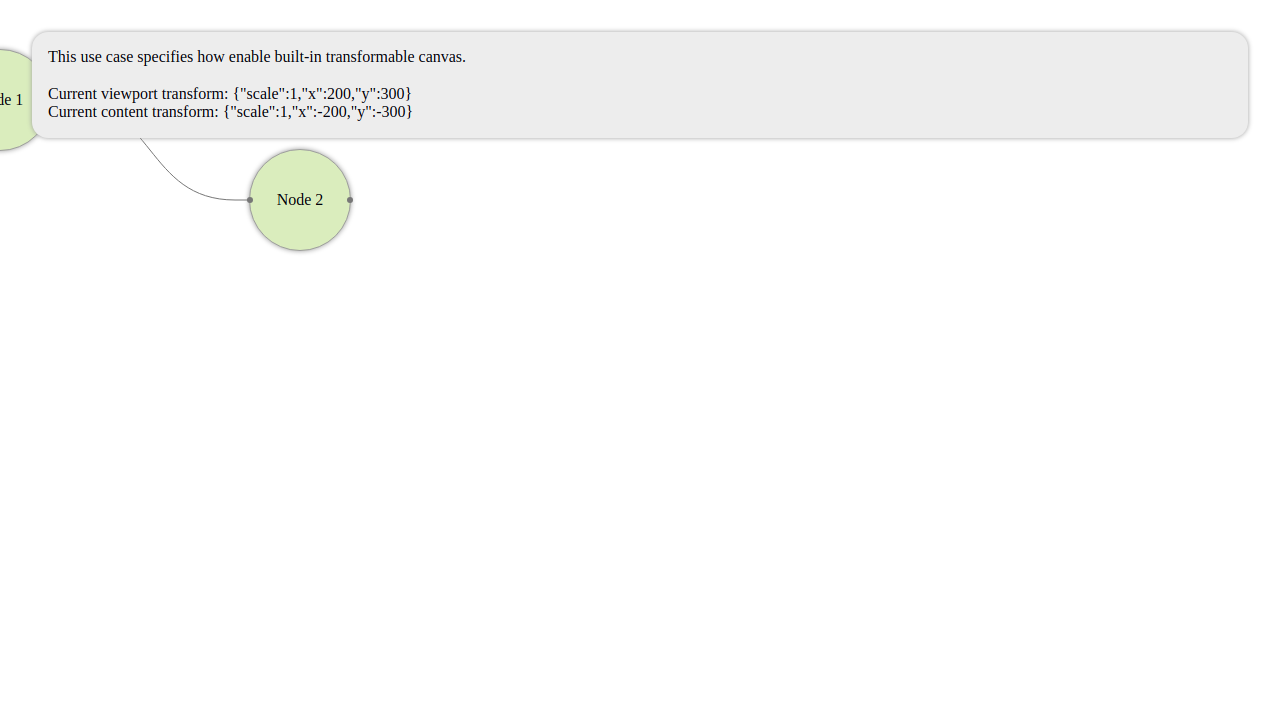 This use case specifies how enable built-in transformable canvas.
Current viewport transform: {"scale":1,"x":200,"y":300}
Current content transform: {"scale":1,"x":-200,"y":-300}
de 1
Node 2